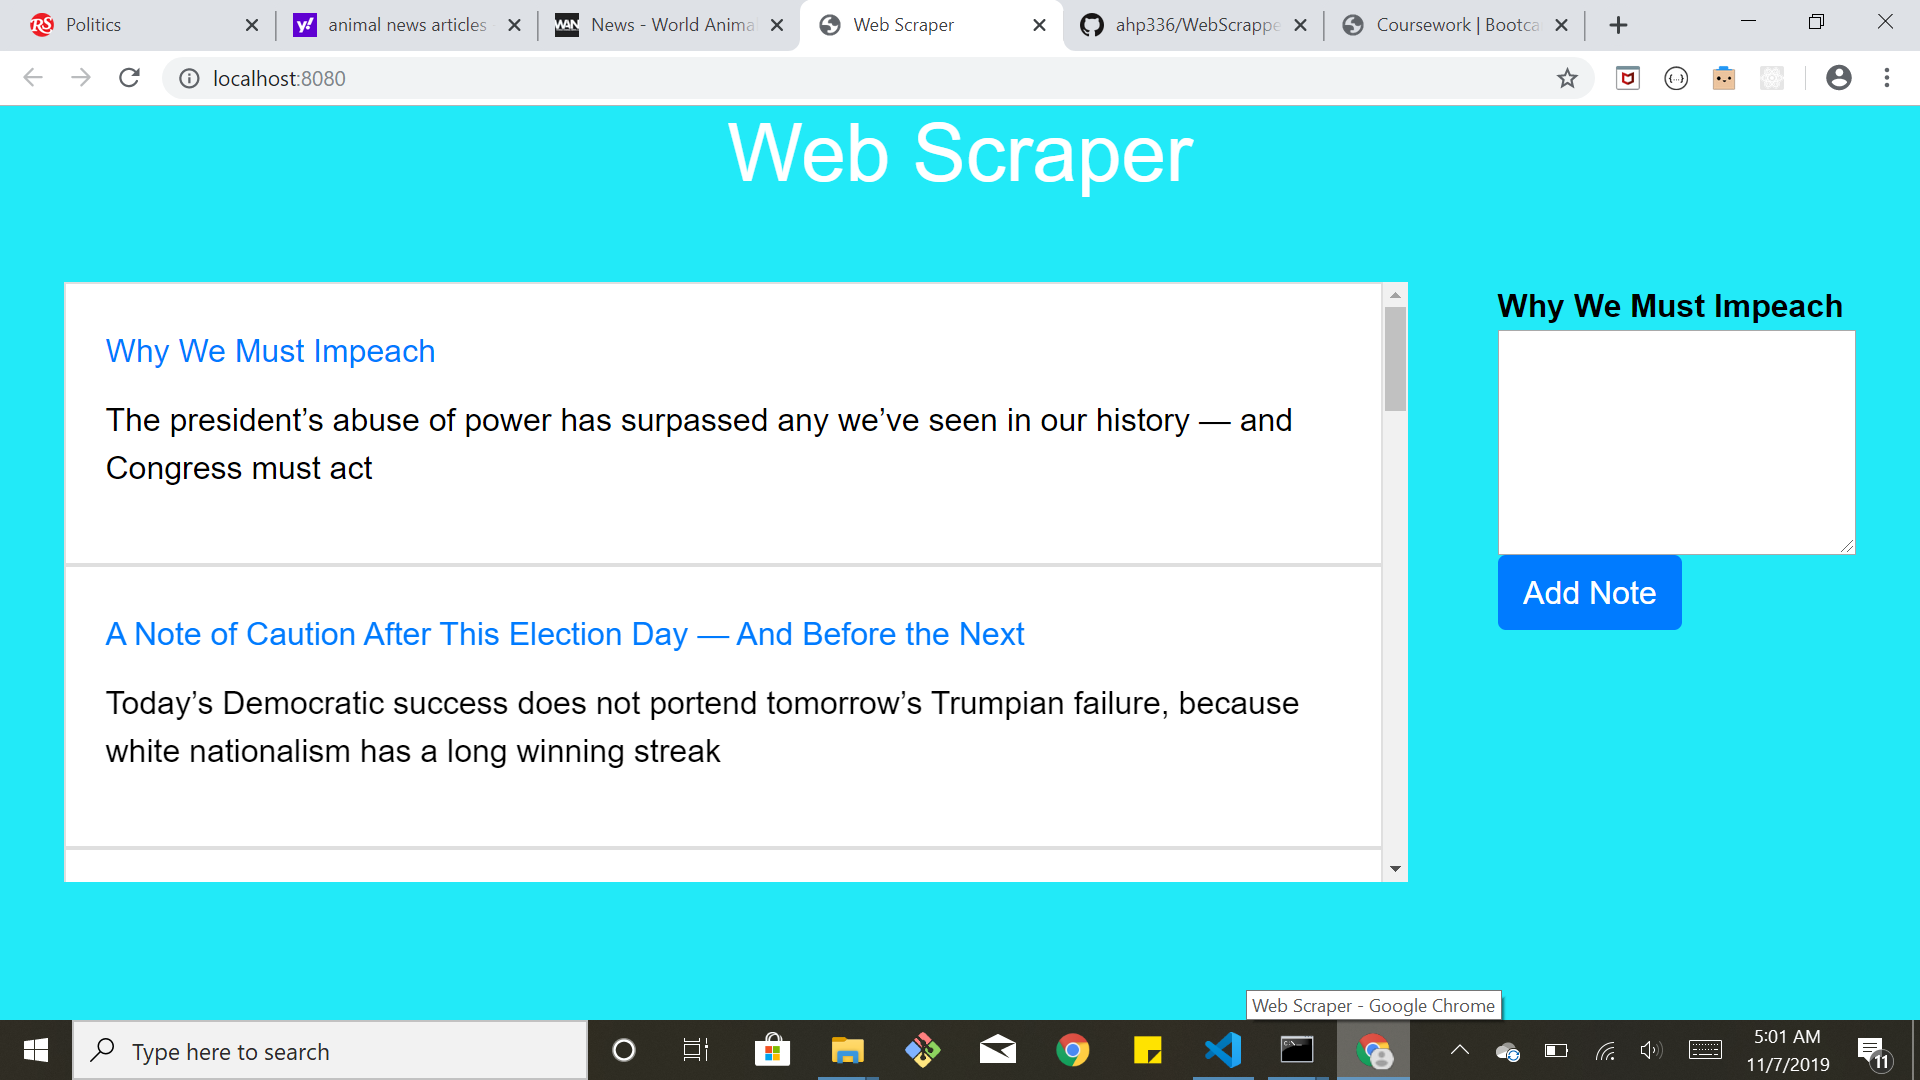 Politics
animal news articles
News - World Anima
Web Scraper
ahp336/WebScrappe
Coursework | Bootca
localhost:8080
Web Scraper
Why We Must Impeach
The president’s abuse of power has surpassed any we’ve seen in our history — and
Congress must act
A Note of Caution After This Election Day — And Before the Next
Today’s Democratic success does not portend tomorrow’s Trumpian failure, because
white nationalism has a long winning streak
Why We Must Impeach
Add Note
Web Scraper - Google Chrome
Type here to search
5:01 AM
11/7/2019
11